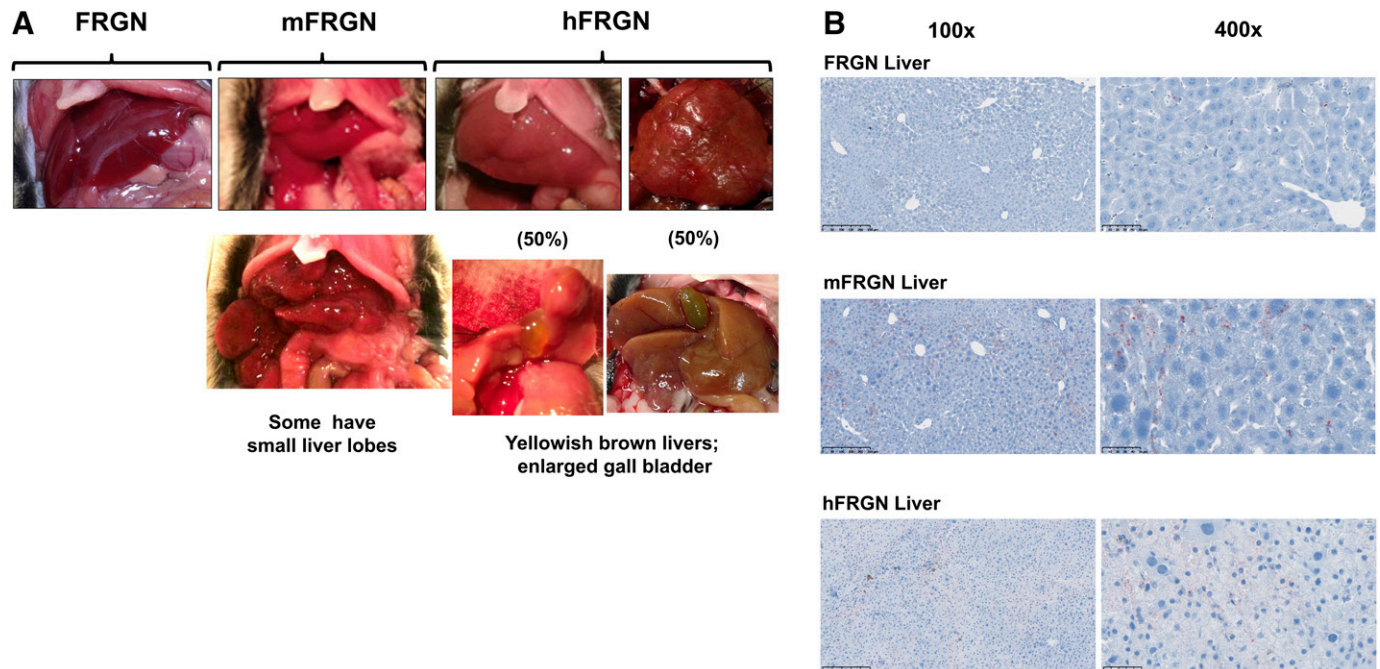 A
FRGN
mFRGN
hFRGN
(50%)
(50%)
Some have
small liver lobes
Yellowish brown livers;
enlarged gall bladder
B
100x
400x
FRGN Liver
mFRGN Liver
hFRGN Liver